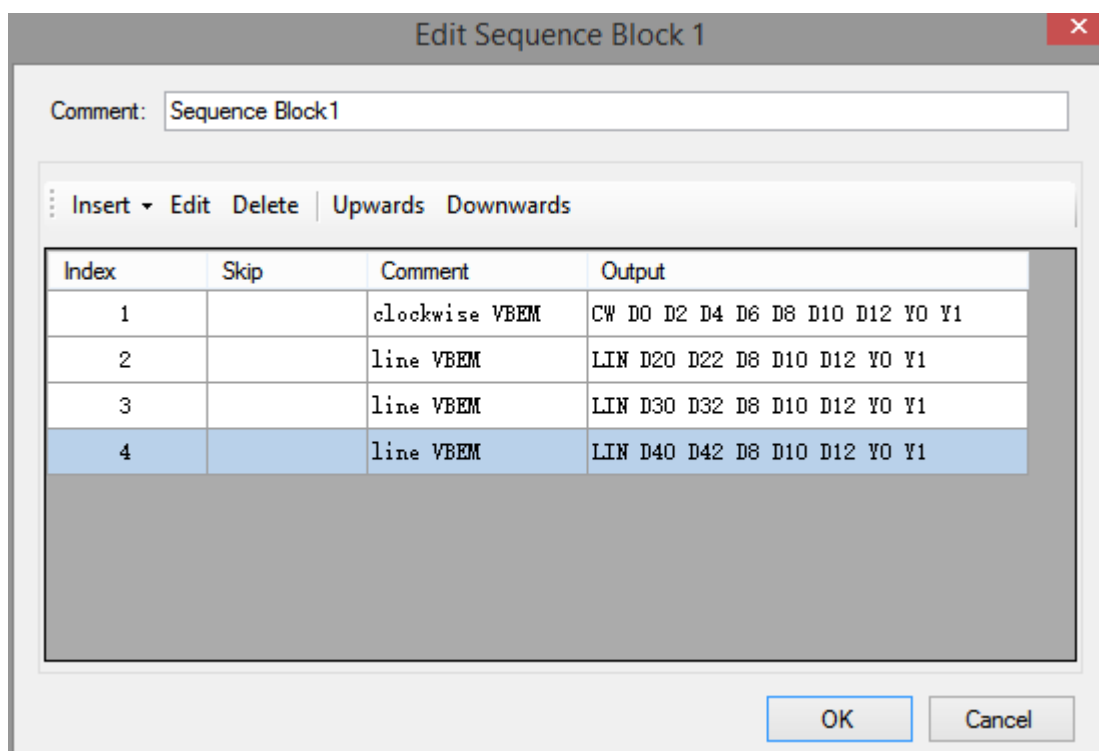 Edit Sequence Block 1
Comment: Sequence Block1
Insert Edit Delete Upwards Downwards
Index Skip Comment Output
1 clockwise VBEM CW D0 D2 D4 D6 D8 D10 D12 Y0 Y1
2 line VBEM LIN D20 D22 D8 D10 D12 Y0 Y1
3 line VBEM LIN D30 D32 D8 D10 D12 Y0 Y1
4 line VBEM LIN D40 D42 D8 D10 D12 Y0 Y1
OK Cancel